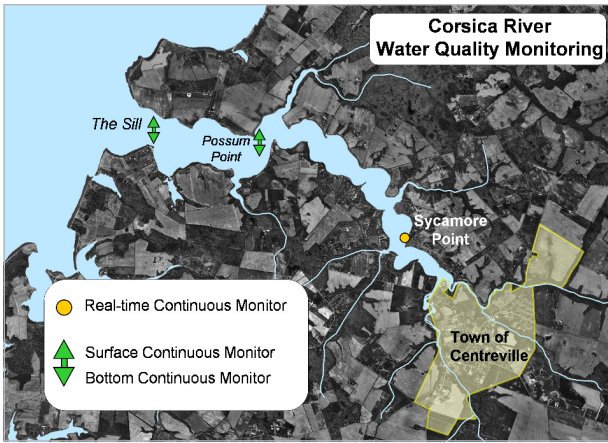 Corsica River
Water Quality Monitoring
The Sill
Possum
Point
Sycamore
Point
Real-time Continuous Monitor
Surface Continuous Monitor
Bottom Continuous Monitor
Town of
Centreville